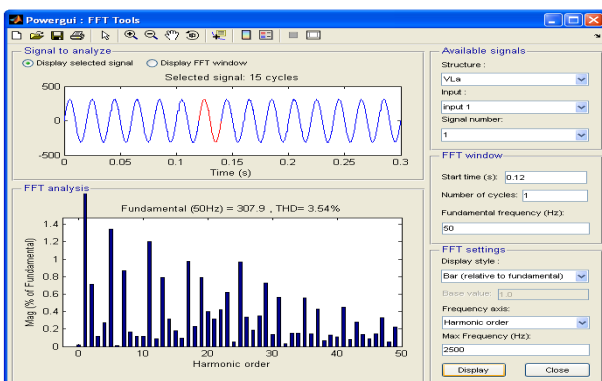 Powergui : FFT Tools
Signal to analyze
Display selected signal
Display FFT window
Selected signal: 15 cycles
500
0
-500
0 0.05 0.1 0.15 0.2 0.25 0.3
Time (s)
FFT analysis
Fundamental (50Hz) = 307.9 , THD= 3.54%
1.4
1.2
1
0.8
0.6
0.4
0.2
0
Mag (% of Fundamental)
0 10 20 30 40 50
Harmonic order
Available signals
Structure :
VLa
Input :
input 1
Signal number:
1
FFT window
Start time (s): 0.12
Number of cycles: 1
Fundamental frequency (Hz):
50
FFT settings
Display style :
Bar (relative to fundamental)
Base value: 1.0
Frequency axis:
Harmonic order
Max Frequency (Hz):
2500
Display
Close